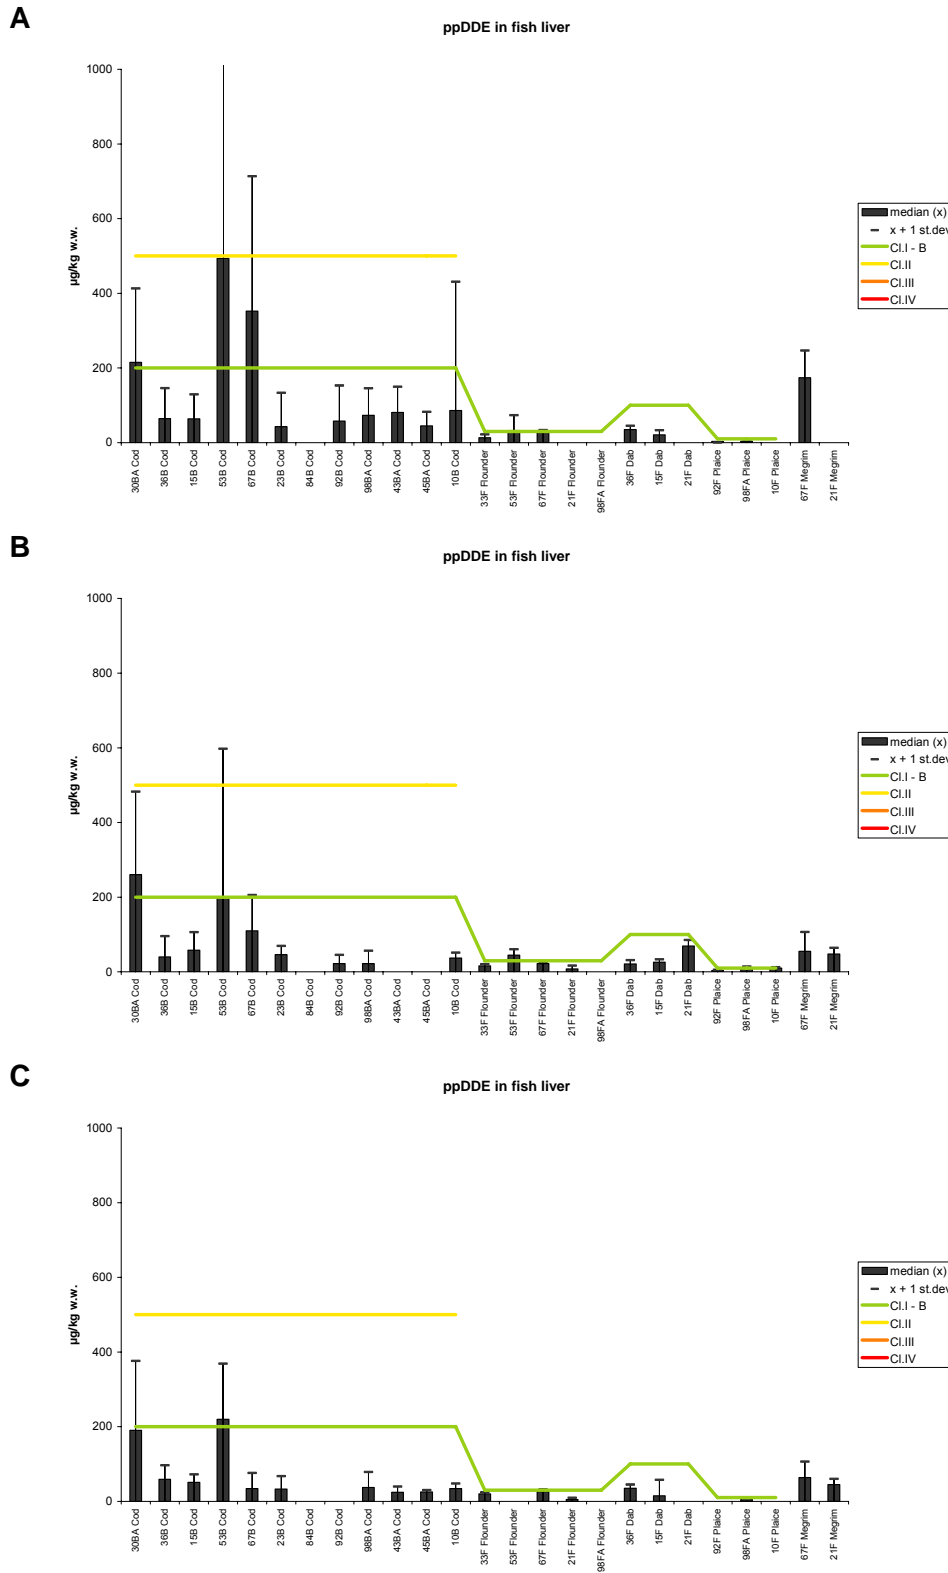 A
ppDDE in fish liver
1000
800
600
400
200
0
µg/kg w.w.
30BA Cod
36B Cod
15B Cod
53B Cod
67B Cod
23B Cod
84B Cod
92B Cod
98BA Cod
43BA Cod
45BA Cod
10B Cod
33F Flounder
53F Flounder
67F Flounder
21F Flounder
98FA Flounder
36F Dab
15F Dab
21F Dab
92F Plaice
98FA Plaice
10F Plaice
67F Megrim
21F Megrim
median (x)
x + 1 st.dev
Cl.I - B
Cl.II
Cl.III
Cl.IV
B
ppDDE in fish liver
1000
800
600
400
200
0
µg/kg w.w.
30BA Cod
36B Cod
15B Cod
53B Cod
67B Cod
23B Cod
84B Cod
92B Cod
98BA Cod
43BA Cod
45BA Cod
10B Cod
33F Flounder
53F Flounder
67F Flounder
21F Flounder
98FA Flounder
36F Dab
15F Dab
21F Dab
92F Plaice
98FA Plaice
10F Plaice
67F Megrim
21F Megrim
median (x)
x + 1 st.dev
Cl.I - B
Cl.II
Cl.III
Cl.IV
C
ppDDE in fish liver
1000
800
600
400
200
0
µg/kg w.w.
30BA Cod
36B Cod
15B Cod
53B Cod
67B Cod
23B Cod
84B Cod
92B Cod
98BA Cod
43BA Cod
45BA Cod
10B Cod
33F Flounder
53F Flounder
67F Flounder
21F Flounder
98FA Flounder
36F Dab
15F Dab
21F Dab
92F Plaice
98FA Plaice
10F Plaice
67F Megrim
21F Megrim
median (x)
x + 1 st.dev
Cl.I - B
Cl.II
Cl.III
Cl.IV